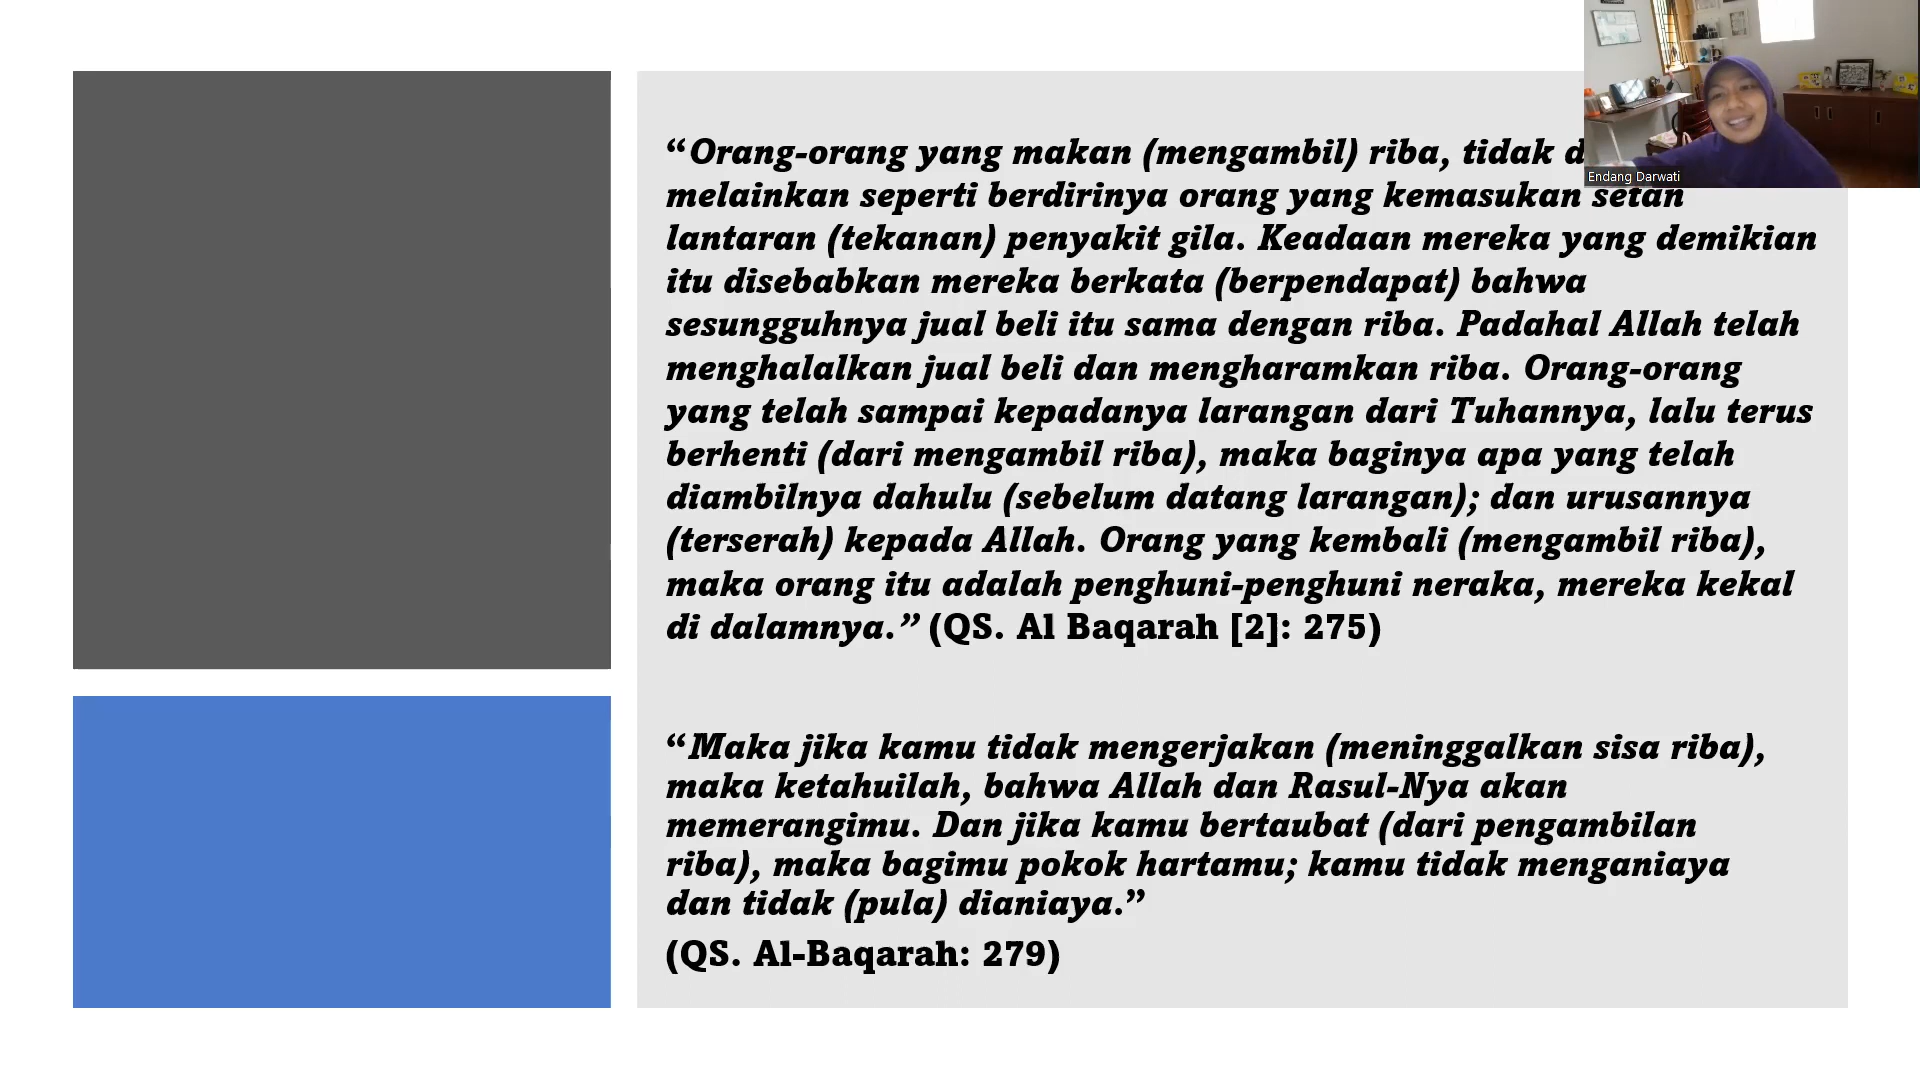 “Orang-orang yang makan (mengambil) riba, tidak
melainkan seperti berdirinya orang yang kemasukan setan
lantaran (tekanan) penyakit gila. Keadaan mereka yang demikian
itu disebabkan mereka berkata (berpendapat) bahwa
sesungguhnya jual beli itu sama dengan riba. Padahal Allah telah
menghalalkan jual beli dan mengharamkan riba. Orang-orang
yang telah sampai kepadanya larangan dari Tuhannya, lalu terus
berhenti (dari mengambil riba), maka baginya apa yang telah
diambilnya dahulu (sebelum datang larangan); dan urusannya
(terserah) kepada Allah. Orang yang kembali (mengambil riba),
maka orang itu adalah penghuni-penghuni neraka, mereka kekal
di dalamnya.” (QS. Al Baqarah [2]: 275)
“Maka jika kamu tidak mengerjakan (meninggalkan sisa riba),
maka ketahuilah, bahwa Allah dan Rasul-Nya akan
memerangimu. Dan jika kamu bertaubat (dari pengambilan
riba), maka bagimu pokok hartamu; kamu tidak menganiaya
dan tidak (pula) dianiaya.”
(QS. Al-Baqarah: 279)
Endang Darwati